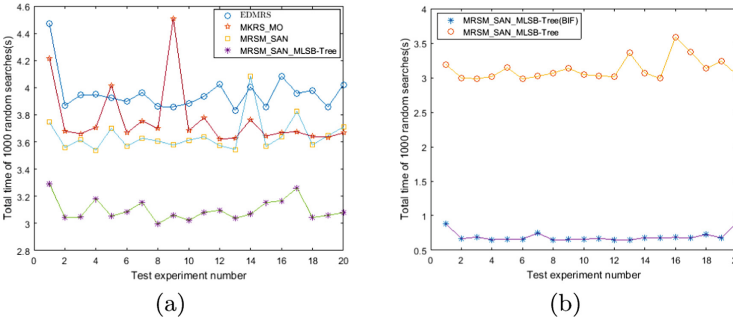 4.6
4.4
4.2
4
3.8
3.6
3.4
3.2
3
2.8
Total time of 1000 random searches(s)
EDMRS
MKRS_MO
MRSM_SAN
MRSM_SAN_MLSB-Tree
0 2 4 6 8 10 12 14 16 18 20
Test experiment number
(a)
4
3.5
3
2.5
2
1.5
1
0.5
Total time of 1000 random searches(s)
MRSM_SAN_MLSB-Tree(BIF)
MRSM_SAN_MLSB-Tree
0 2 4 6 8 10 12 14 16 18
Test experiment number
(b)